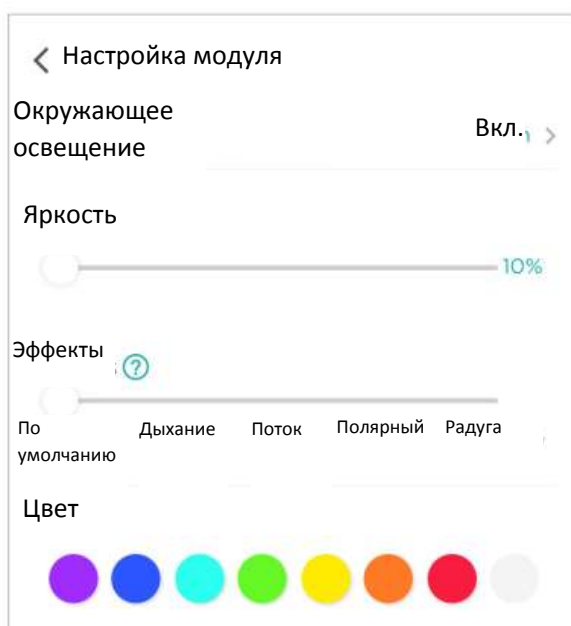 Настройка модуля
Окружающее
освещение
Вкл.
Яркость
10%
Эффекты ?
По
умолчанию
Дыхание
Поток
Полярный
Радуга
Цвет